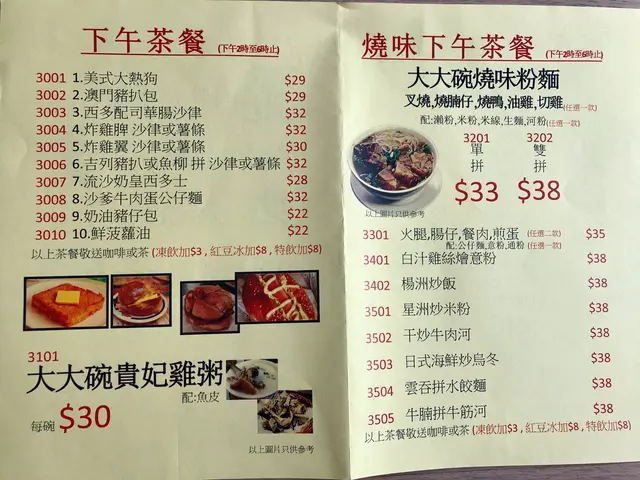 下午茶餐 (下午2時至6時止)
3001 1.美式大熱狗 $29
3002 2.澳門豬扒包 $29
3003 3.西多配司華腸沙律 $32
3004 4.炸雞脾 沙律或薯條 $32
3005 5.炸雞翼 沙律或薯條 $30
3006 6.吉列豬扒或魚柳 拼 沙律或薯條 $32
3007 7.流沙奶皇西多士 $28
3008 8.沙爹牛肉蛋公仔麵 $32
3009 9.奶油豬仔包 $22
3010 10.鮮菠蘿油 $22
以上茶餐敬送咖啡或茶 (凍飲加$3 , 紅豆冰加$8 , 特飲加$8)
3101
大大碗貴妃雞粥
配:魚皮
每碗 $30
以上圖片只供參考
燒味下午茶餐 (下午2時至6時止)
大大碗燒味粉麵
叉燒,燒腩仔,燒鴨,油雞,切雞(任選一款)
配:瀨粉,米粉,米線,生麵,河粉(任選一款)
3201 3202
單拼 雙拼
$33 $38
以上圖片只供參考
3301 火腿,腸仔,餐肉,煎蛋 (任選二款) $35
配:公仔麵,意粉,通粉 (任選一款)
3401 白汁雞絲燴意粉 $38
3402 楊洲炒飯 $38
3501 星洲炒米粉 $38
3502 干炒牛肉河 $38
3503 日式海鮮炒烏冬 $38
3504 雲吞拼水餃麵 $38
3505 牛腩拼牛筋河 $38
以上茶餐敬送咖啡或茶 (凍飲加$3 , 紅豆冰加$8 , 特飲加$8)